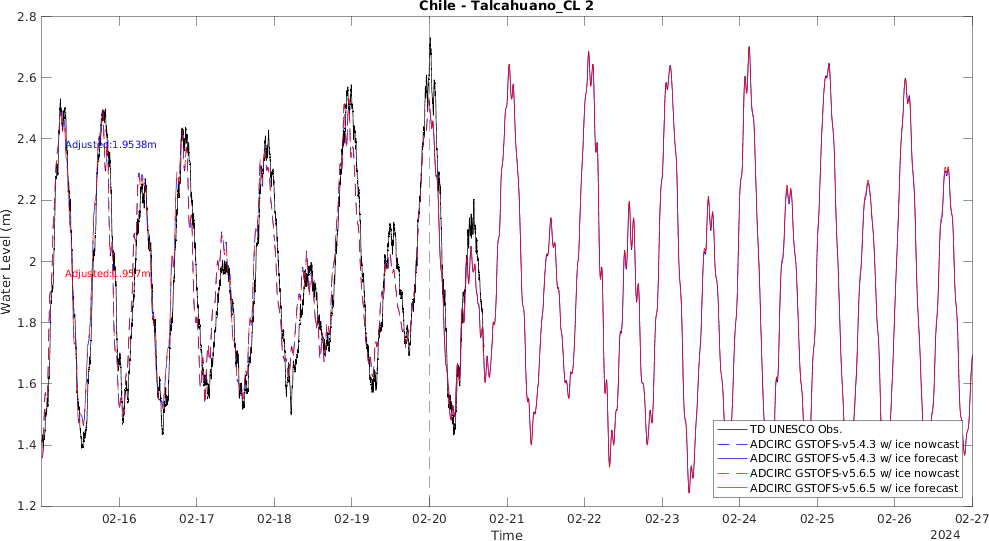 Chile - Talcahuano_CL 2
Water Level (m)
2.8
2.6
2.4
2.2
2
1.8
1.6
1.4
1.2
Adjusted:1.9538m
Adjusted:1.957m
TD UNESCO Obs.
ADCIRC GSTOFS-v5.4.3 w/ ice nowcast
ADCIRC GSTOFS-v5.4.3 w/ ice forecast
ADCIRC GSTOFS-v5.6.5 w/ ice nowcast
ADCIRC GSTOFS-v5.6.5 w/ ice forecast
02-16 02-17 02-18 02-19 02-20 02-21 02-22 02-23 02-24 02-25 02-26 02-27
Time
2024